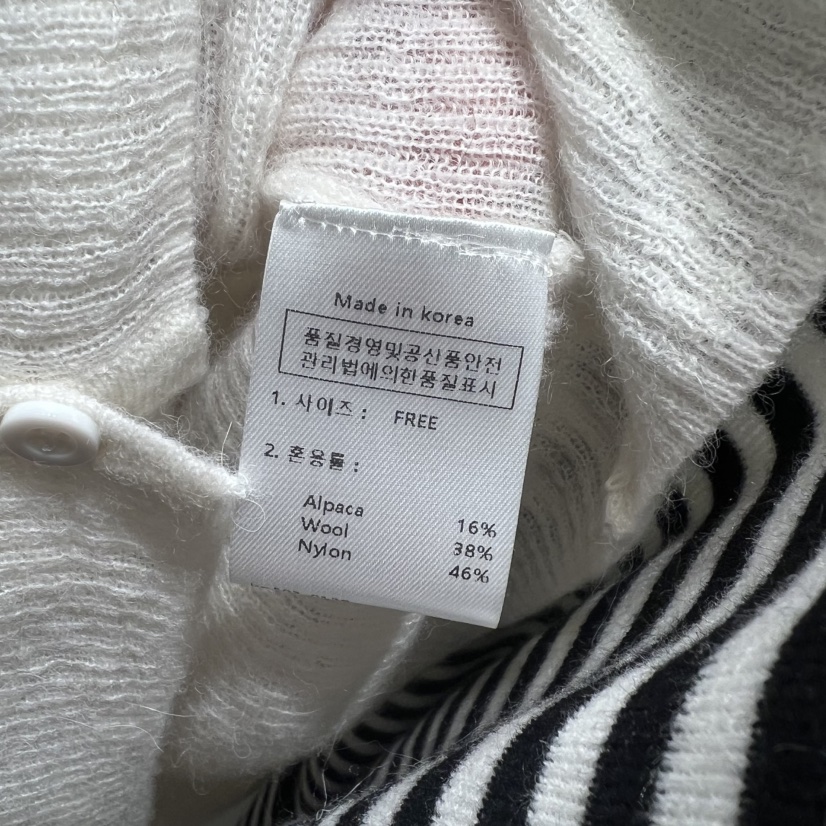 Made in korea
품질경영및공산품안전
관리법에의한품질표시
1. 사이즈 : FREE
2. 혼용률 :
Alpaca 16%
Wool 38%
Nylon 46%